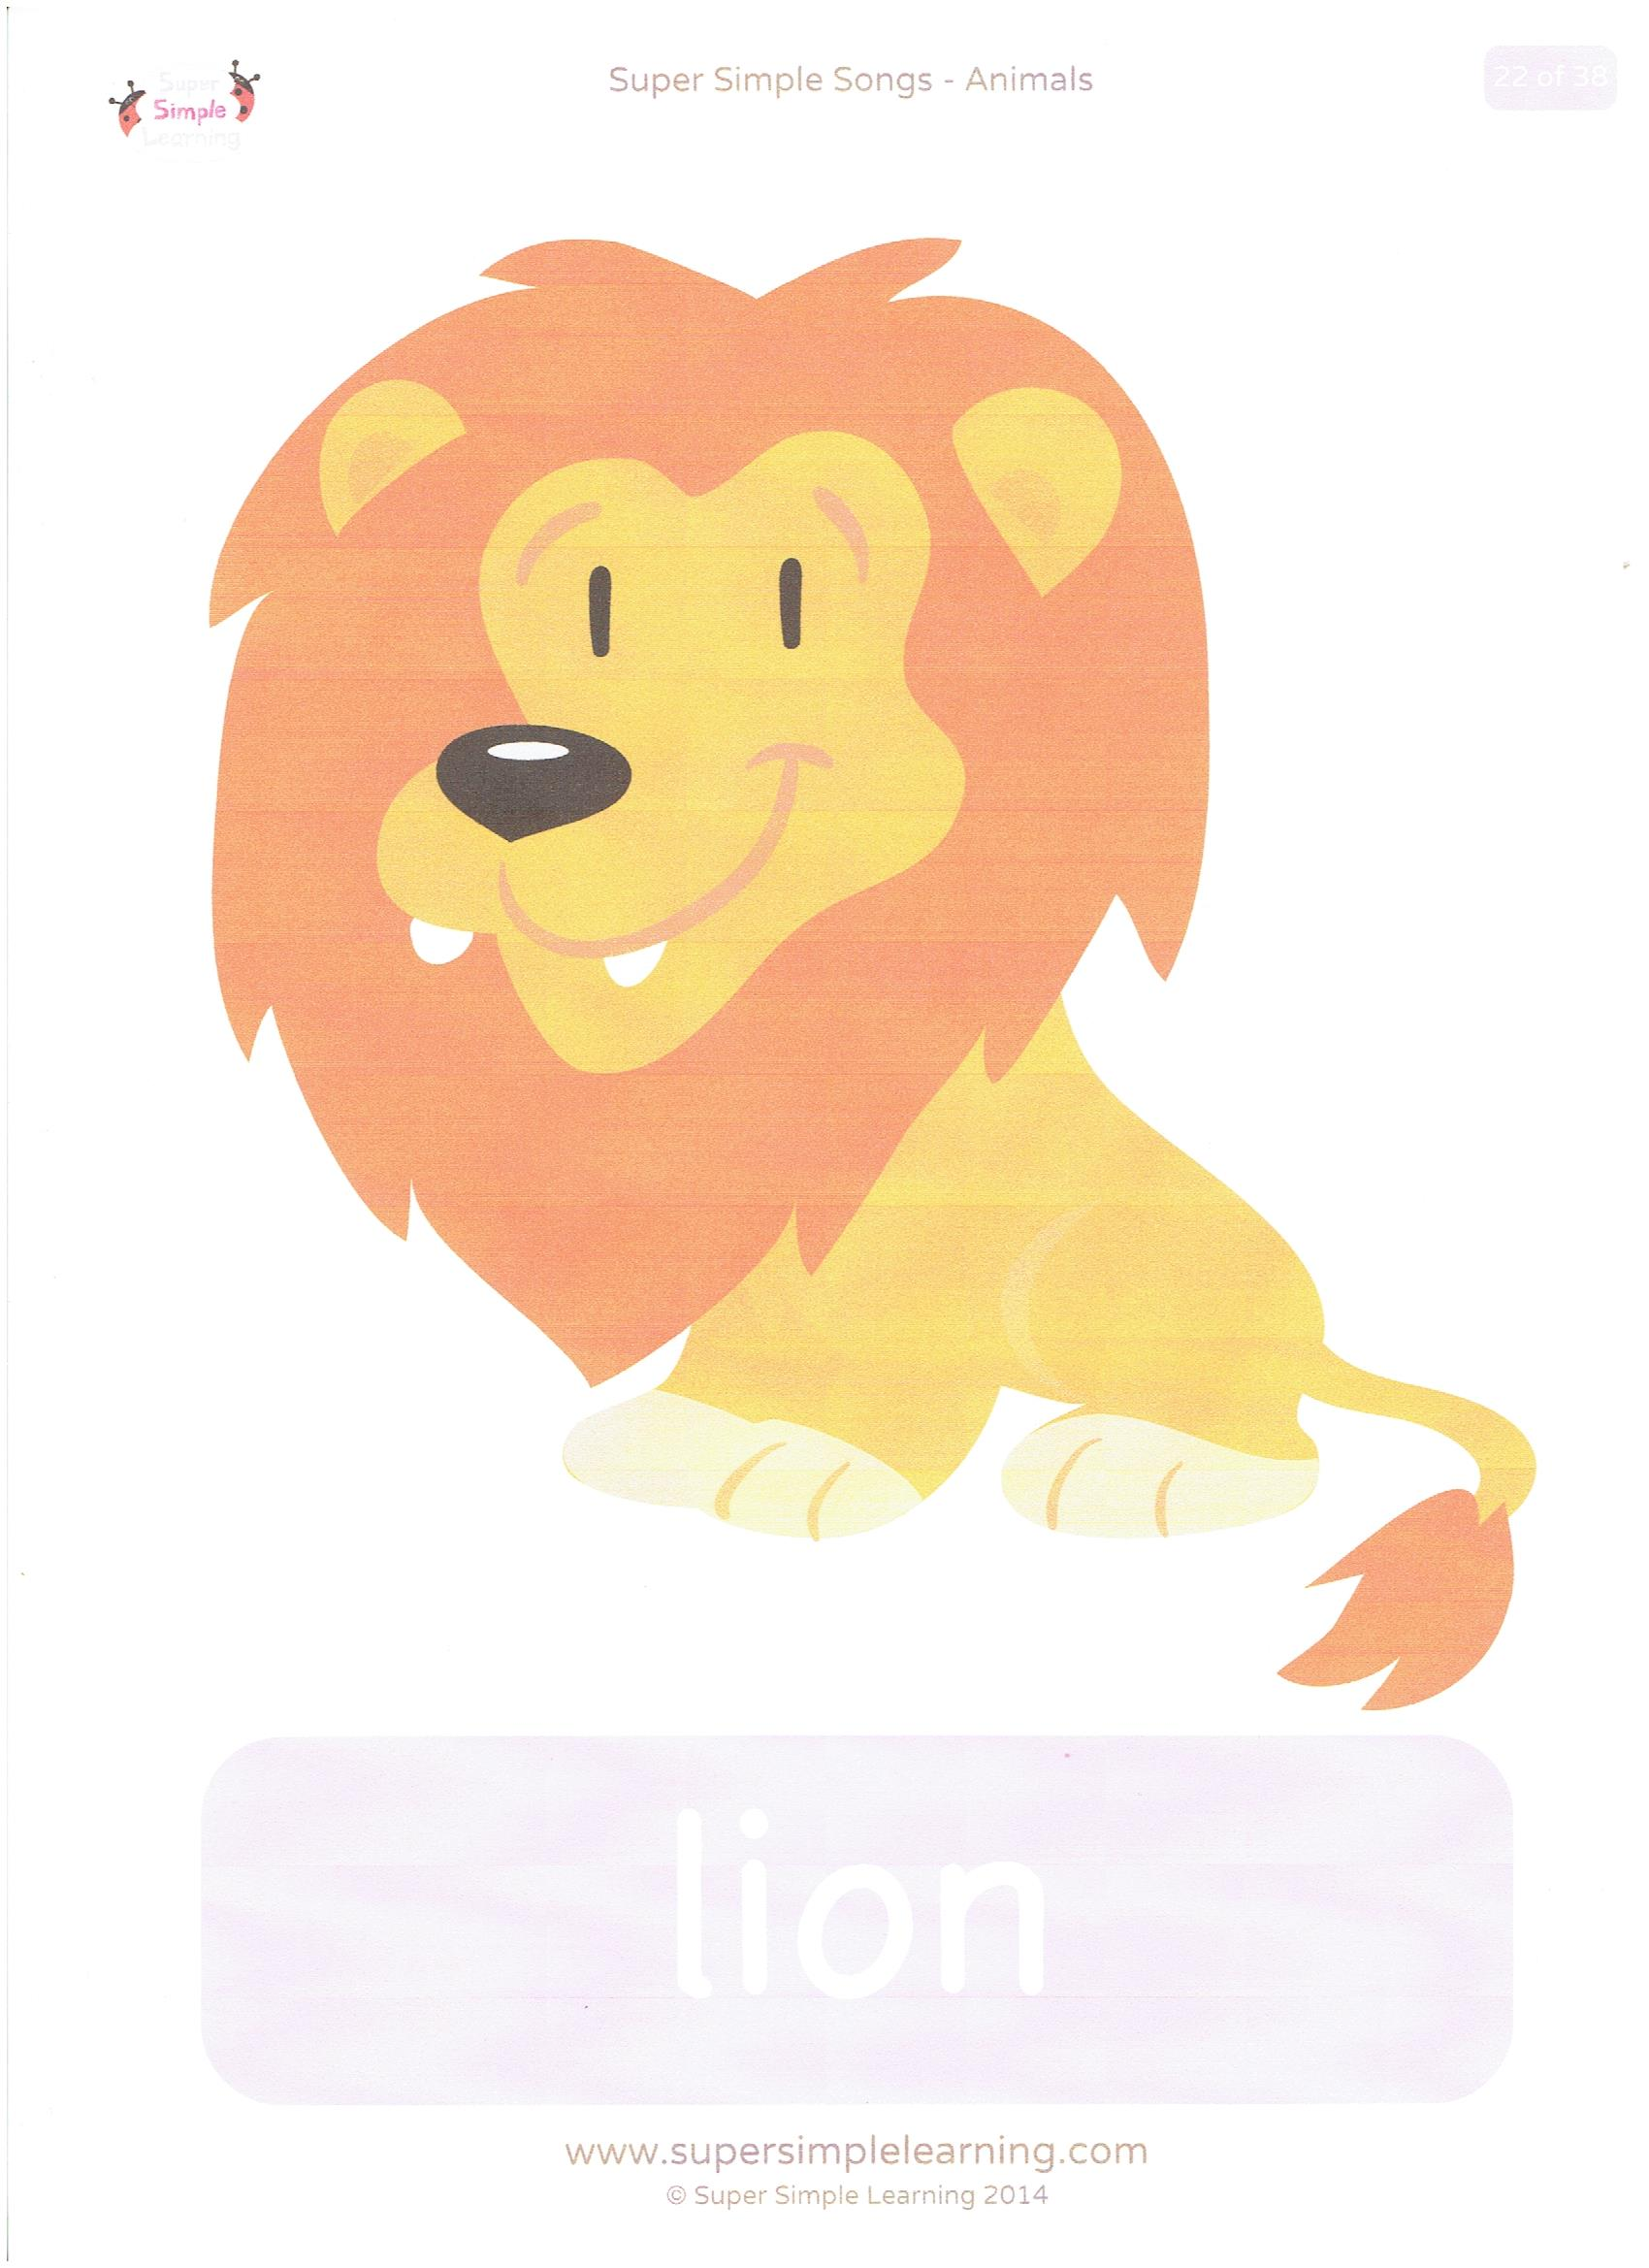 Super
Simple
Learning
Super Simple Songs - Animals
22 of 38
lion
www.supersimplelearning.com
© Super Simple Learning 2014